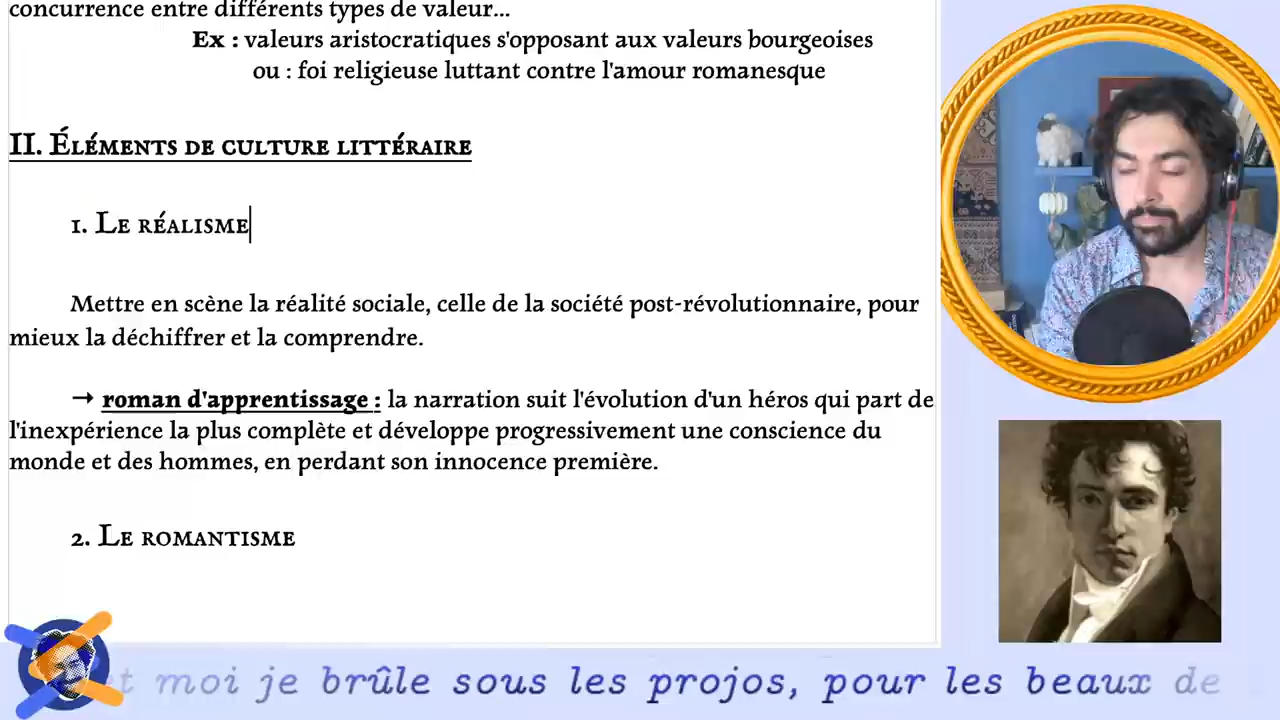 concurrence entre différents types de valeur...
Ex : valeurs aristocratiques s'opposant aux valeurs bourgeoises
ou : foi religieuse luttant contre l'amour romanesque
II. Éléments de culture littéraire
1. Le réalisme
Mettre en scène la réalité sociale, celle de la société post-révolutionnaire, pour
mieux la déchiffrer et la comprendre.
→ roman d'apprentissage : la narration suit l'évolution d'un héros qui part de
l'inexpérience la plus complète et développe progressivement une conscience du
monde et des hommes, en perdant son innocence première.
2. Le romantisme
et moi je brûle sous les projos, pour les beaux de